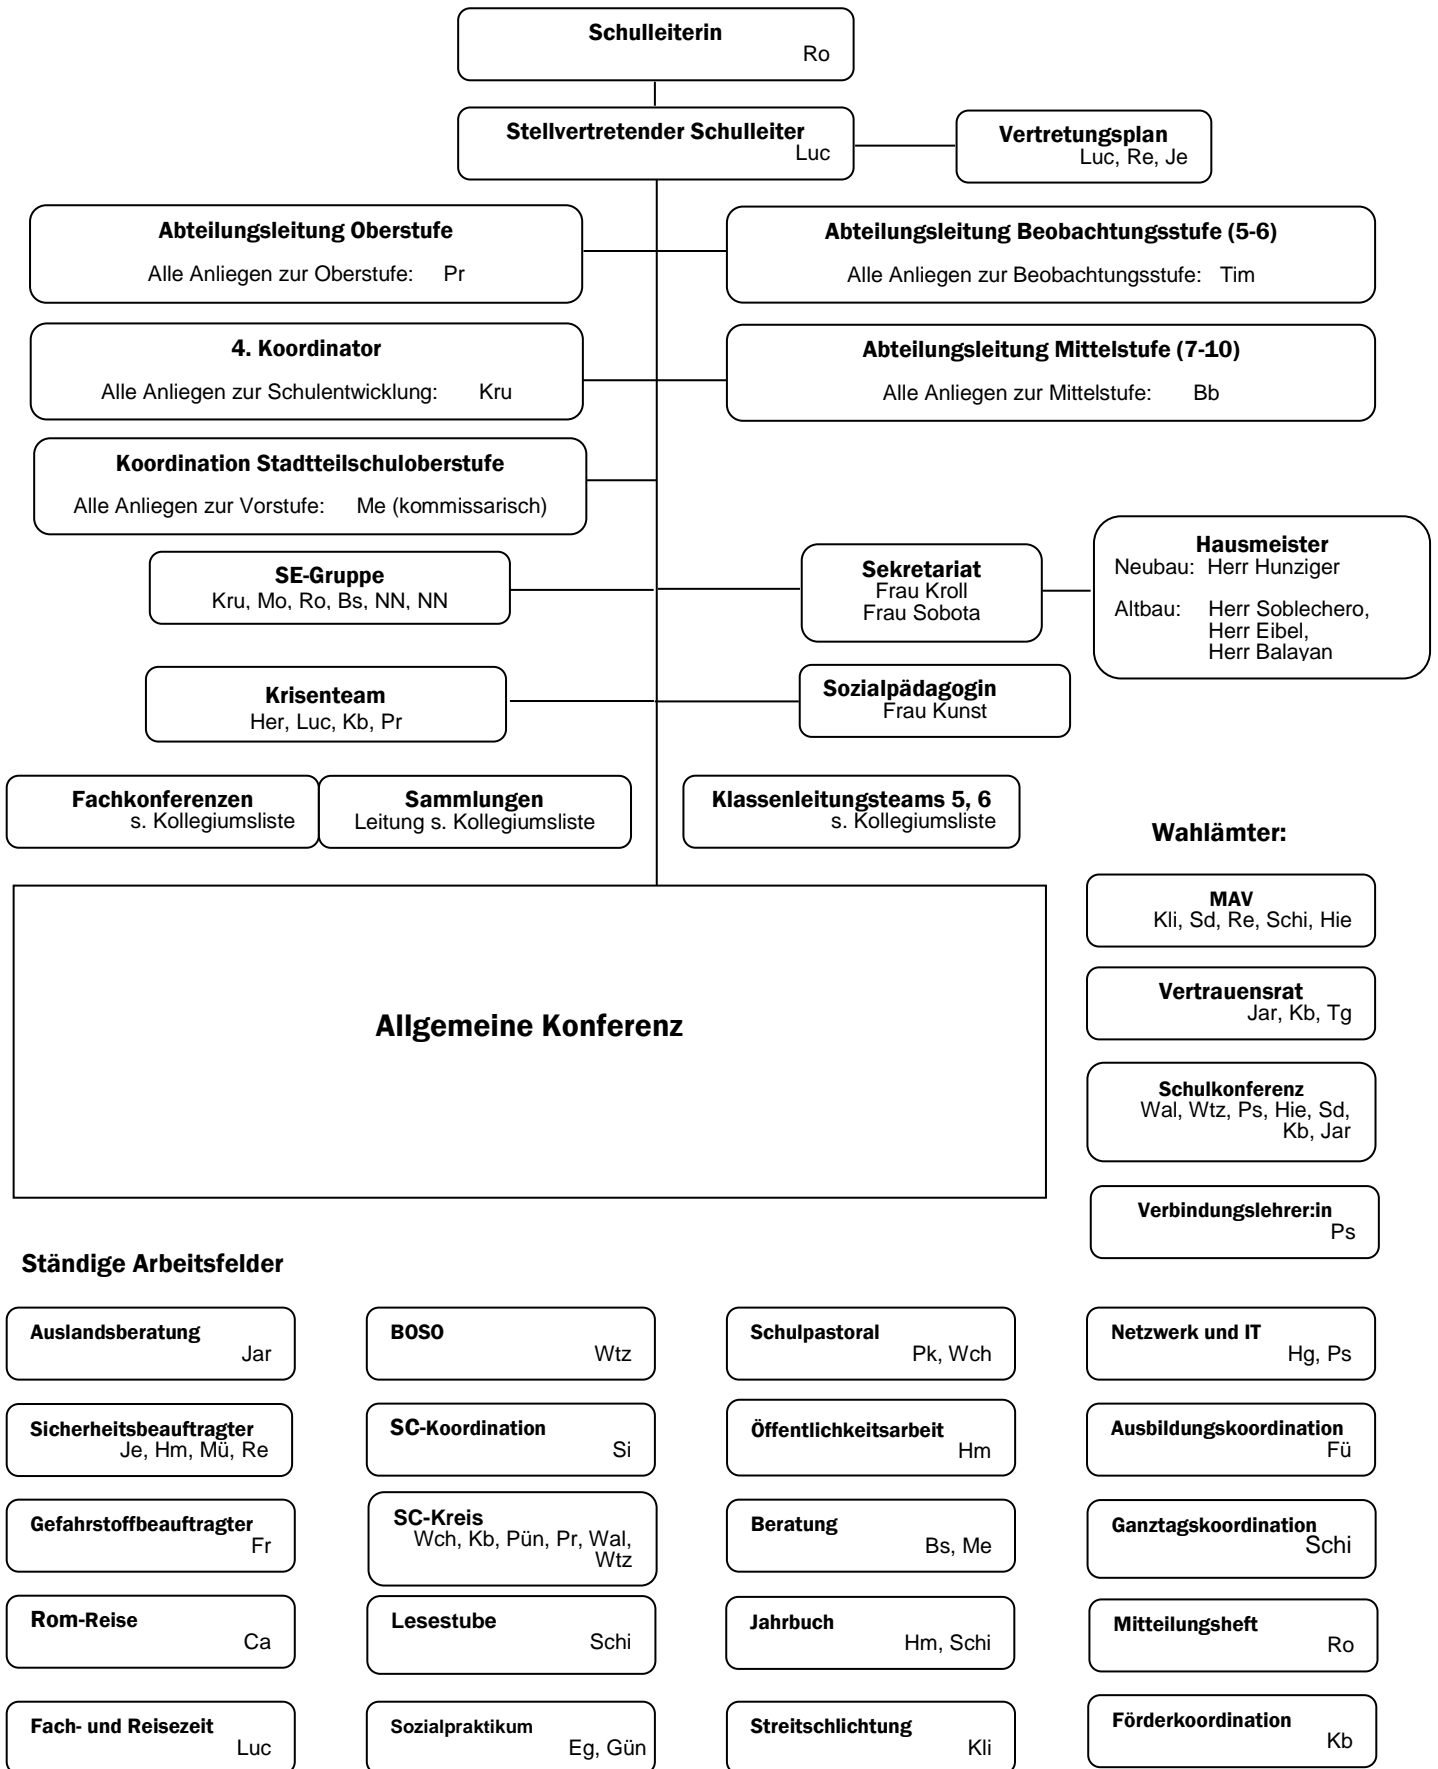 Schulleiterin
Ro
Stellvertretender Schulleiter
Luc
Vertretungsplan
Luc, Re, Je
Abteilungsleitung Oberstufe
Alle Anliegen zur Oberstufe: Pr
Abteilungsleitung Beobachtungsstufe (5-6)
Alle Anliegen zur Beobachtungsstufe: Tim
4. Koordinator
Alle Anliegen zur Schulentwicklung: Kru
Abteilungsleitung Mittelstufe (7-10)
Alle Anliegen zur Mittelstufe: Bb
Koordination Stadtteilschuloberstufe
Alle Anliegen zur Vorstufe: Me (kommissarisch)
SE-Gruppe
Kru, Mo, Ro, Bs, NN, NN
Sekretariat
Frau Kroll
Frau Sobota
Hausmeister
Neubau: Herr Hunziger
Altbau: Herr Soblechero,
Herr Eibel,
Herr Balayan
Krisenteam
Her, Luc, Kb, Pr
Sozialpädagogin
Frau Kunst
Fachkonferenzen
s. Kollegiumsliste
Sammlungen
Leitung s. Kollegiumsliste
Klassenleitungsteams 5, 6
s. Kollegiumsliste
Allgemeine Konferenz
Wahlämter:
MAV
Kli, Sd, Re, Schi, Hie
Vertrauensrat
Jar, Kb, Tg
Schulkonferenz
Wal, Wtz, Ps, Hie, Sd,
Kb, Jar
Verbindungslehrer:in
Ps
Ständige Arbeitsfelder
Auslandsberatung
Jar
BOSO
Wtz
Schulpastoral
Pk, Wch
Netzwerk und IT
Hg, Ps
Sicherheitsbeauftragter
Je, Hm, Mü, Re
SC-Koordination
Si
Öffentlichkeitsarbeit
Hm
Ausbildungskoordination
Fü
Gefahrstoffbeauftragter
Fr
SC-Kreis
Wch, Kb, Pün, Pr, Wal,
Wtz
Beratung
Bs, Me
Ganztagskoordination
Schi
Rom-Reise
Ca
Lesestube
Schi
Jahrbuch
Hm, Schi
Mitteilungsheft
Ro
Fach- und Reisezeit
Luc
Sozialpraktikum
Eg, Gün
Streitschlichtung
Kli
Förderkoordination
Kb